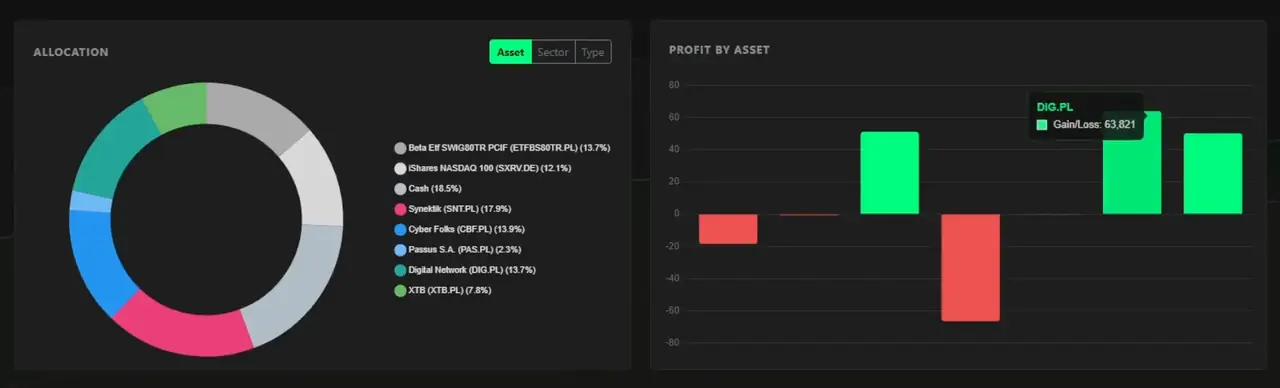 ALLOCATION
Asset Sector Type
Beta Etf SWIG80TR PCIF (ETFBS80TR.PL) (13.7%)
iShares NASDAQ 100 (SXRV.DE) (12.1%)
Cash (18.5%)
Synektik (SNT.PL) (17.9%)
Cyber Folks (CBF.PL) (13.9%)
Passus S.A. (PAS.PL) (2.3%)
Digital Network (DIG.PL) (13.7%)
XTB (XTB.PL) (7.8%)
PROFIT BY ASSET
80
60
40
20
0
-20
-40
-60
-80
DIG.PL
Gain/Loss: 63,821